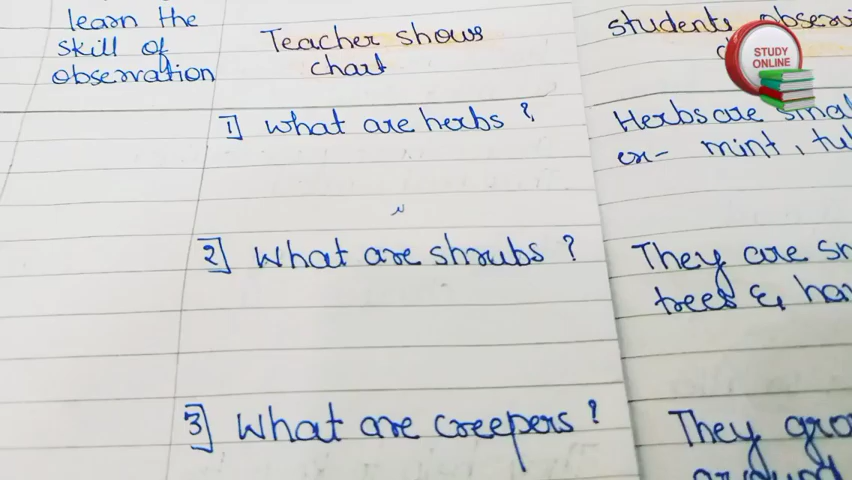 learn the
skill of
observation
Teacher shows
chart
1] What are herbs ?
2] What are shrubs ?
3] What are creepers ?
students
Herbs are
ex- mint,
They are
trees &
They
STUDY
ONLINE